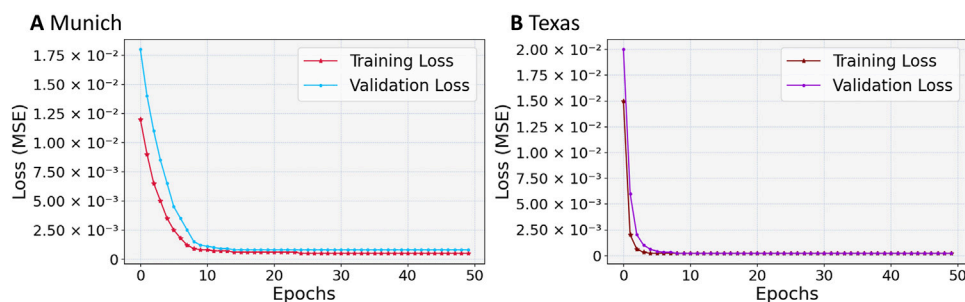 A Munich
Loss (MSE)
1.75 × 10⁻²
1.50 × 10⁻²
1.25 × 10⁻²
1.00 × 10⁻²
7.50 × 10⁻³
5.00 × 10⁻³
2.50 × 10⁻³
0
Training Loss
Validation Loss
0 10 20 30 40 50
Epochs
B Texas
Loss (MSE)
2.00 × 10⁻²
1.75 × 10⁻²
1.50 × 10⁻²
1.25 × 10⁻²
1.00 × 10⁻²
7.50 × 10⁻³
5.00 × 10⁻³
2.50 × 10⁻³
0
Training Loss
Validation Loss
0 10 20 30 40 50
Epochs